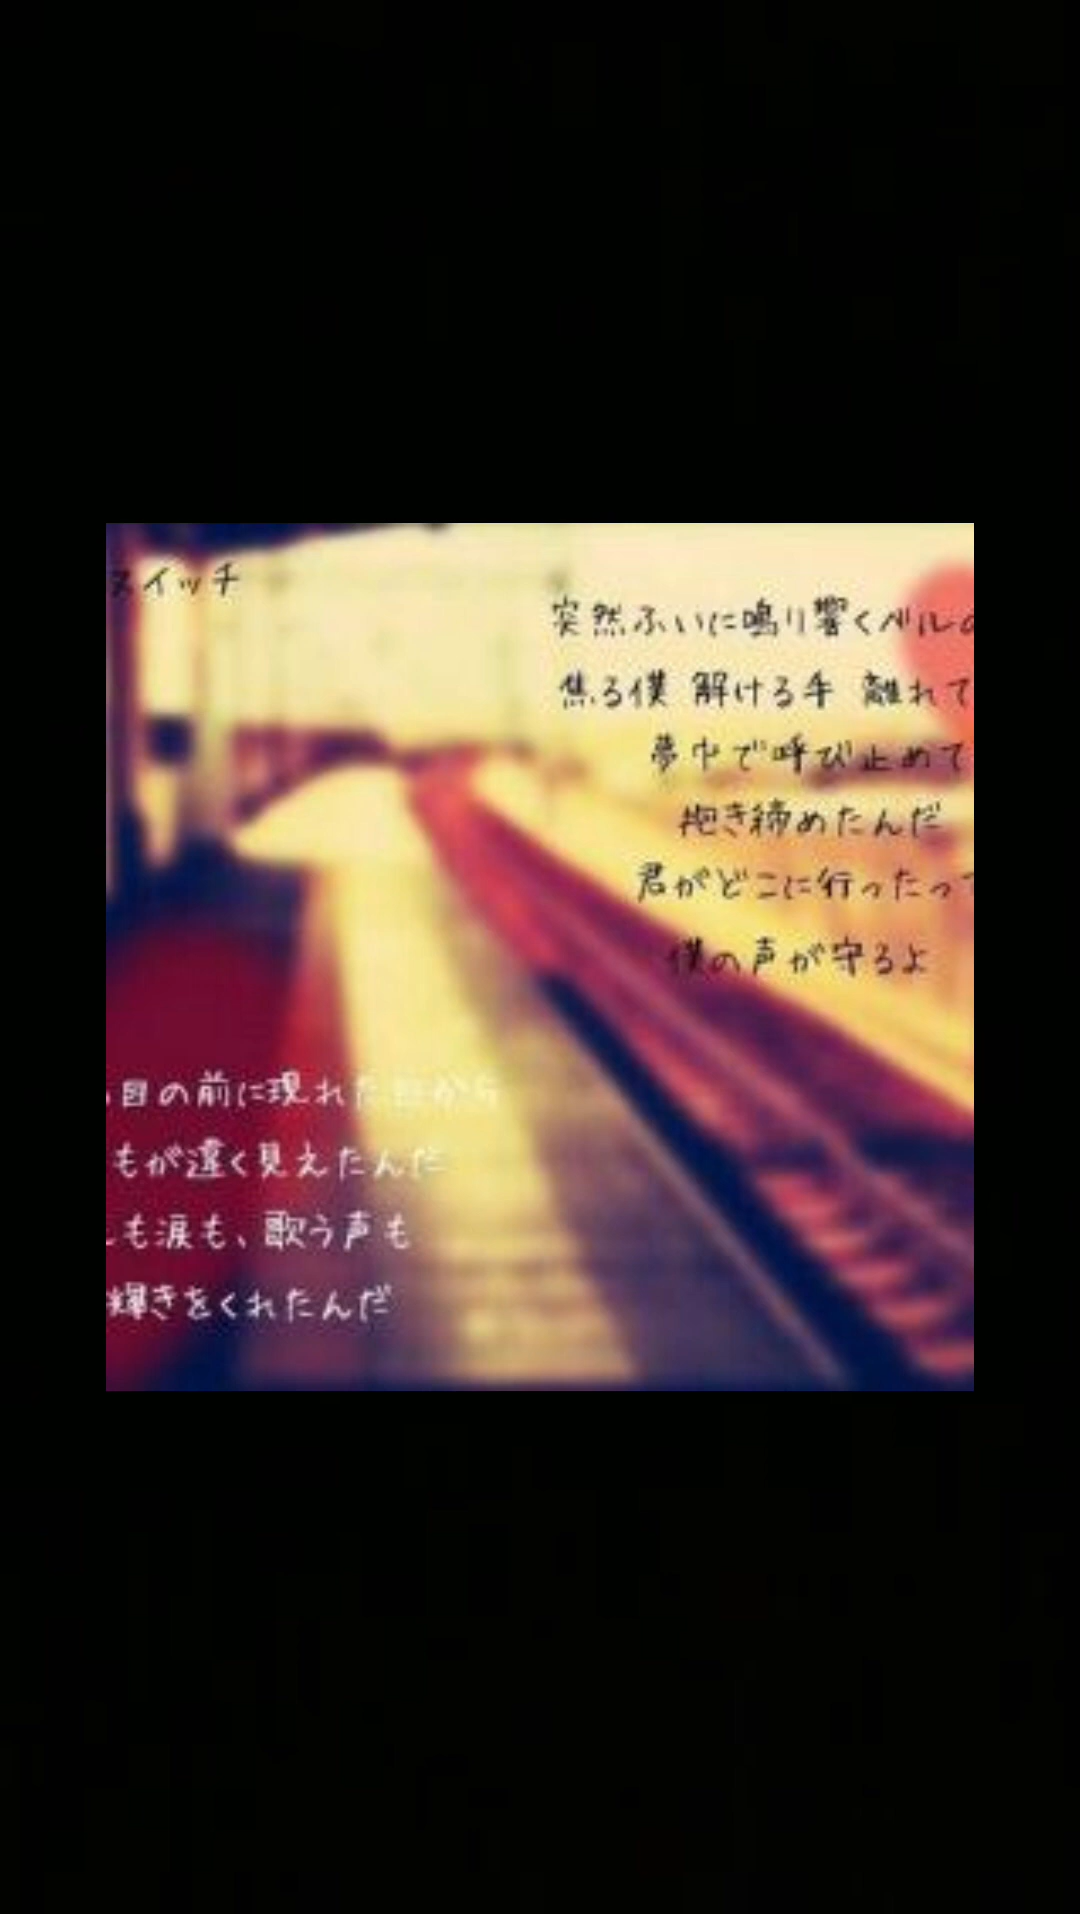 スイッチ
突然ふいに鳴り響くベルの
焦る僕 解ける手 離れて
夢中で呼び止めて
抱き締めたんだ
君がどこに行ったって
僕の声が守るよ
目の前に現れた日から
もが違く見えたんだ
も涙も、歌う声も
輝きをくれたんだ